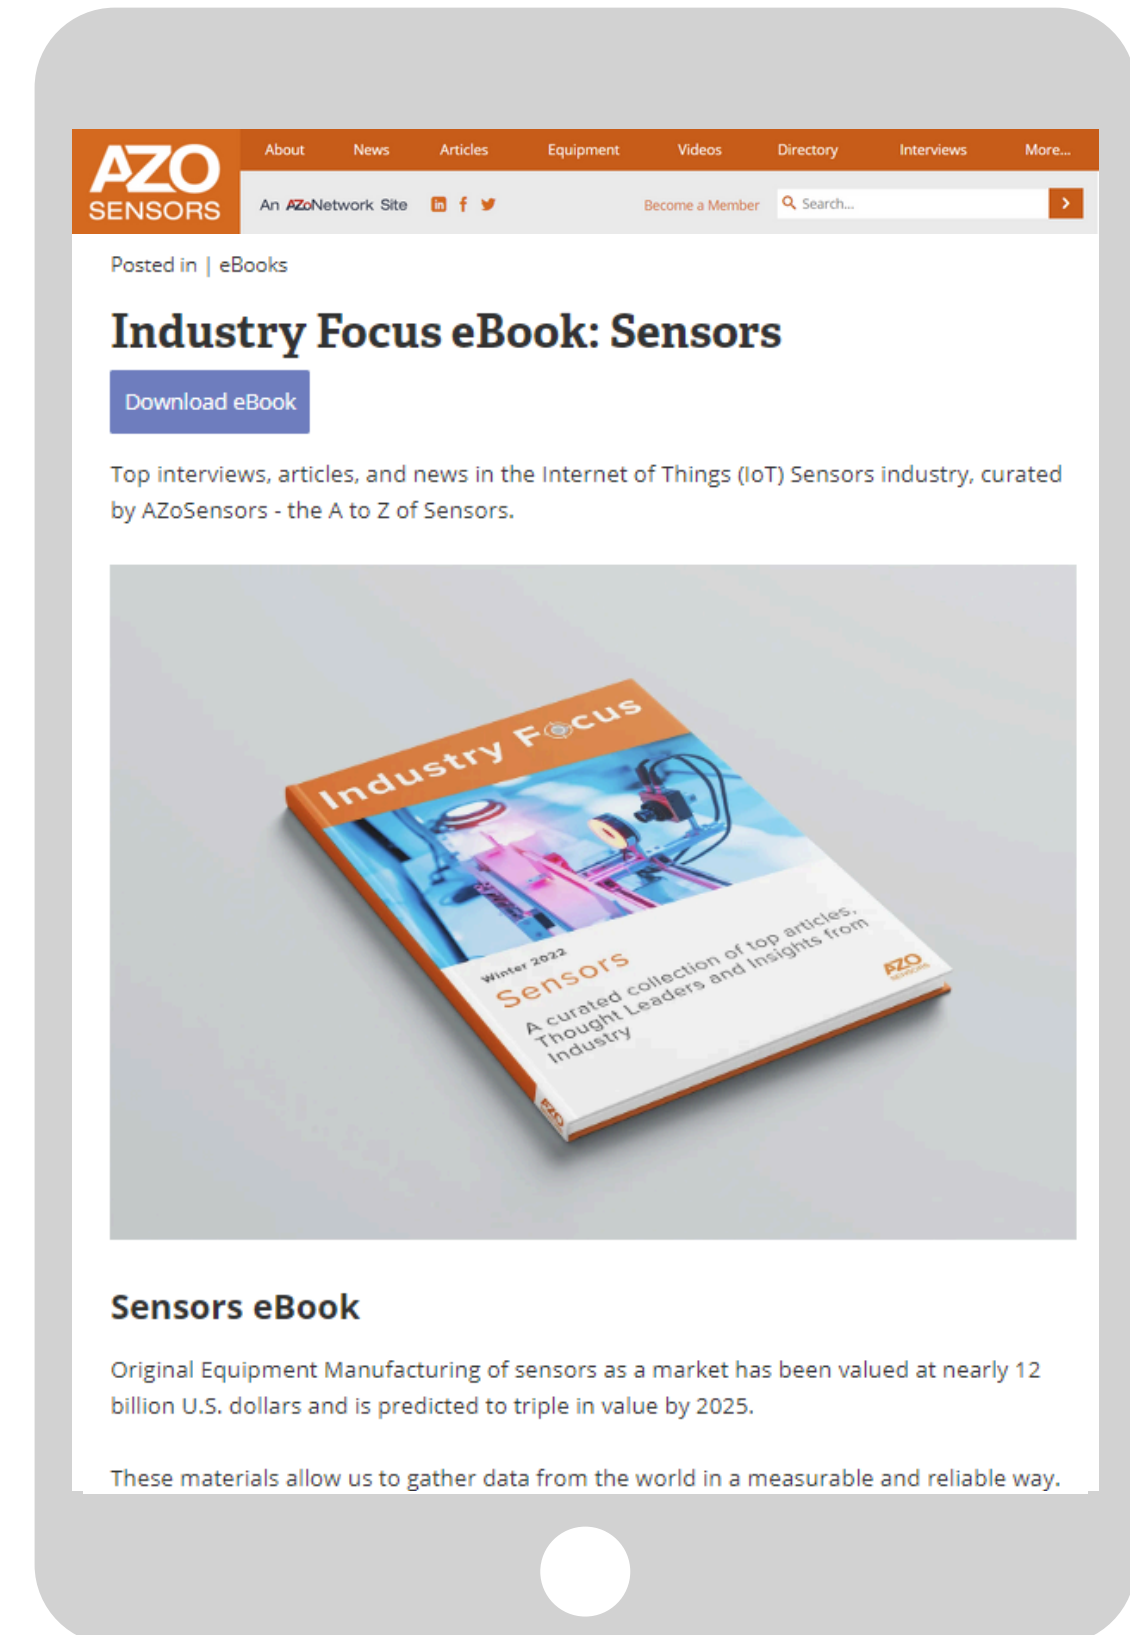 AZO
SENSORS
About News Articles Equipment Videos Directory Interviews More...
An AZoNetwork Site in f Become a Member Search...
Posted in | eBooks
Industry Focus eBook: Sensors
Download eBook
Top interviews, articles, and news in the Internet of Things (IoT) Sensors industry, curated
by AZoSensors - the A to Z of Sensors.
Industry Focus
Winter 2022
Sensors
A curated collection of top articles,
Thought Leaders and Insights from
Industry
AZO
SENSORS
AZO
Sensors eBook
Original Equipment Manufacturing of sensors as a market has been valued at nearly 12
billion U.S. dollars and is predicted to triple in value by 2025.
These materials allow us to gather data from the world in a measurable and reliable way.